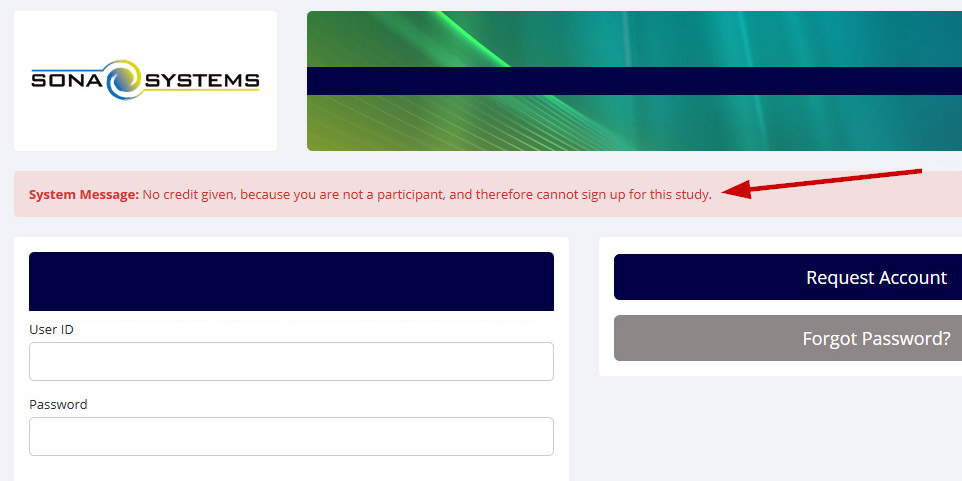 SONA SYSTEMS
System Message: No credit given, because you are not a participant, and therefore cannot sign up for this study.
Request Account
User ID
Forgot Password?
Password